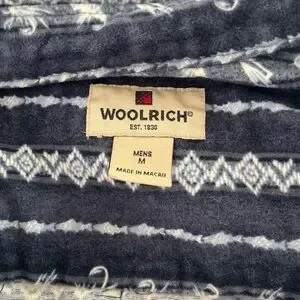 WOOLRICH®
EST. 1830
MENS
M
MADE IN MACAU